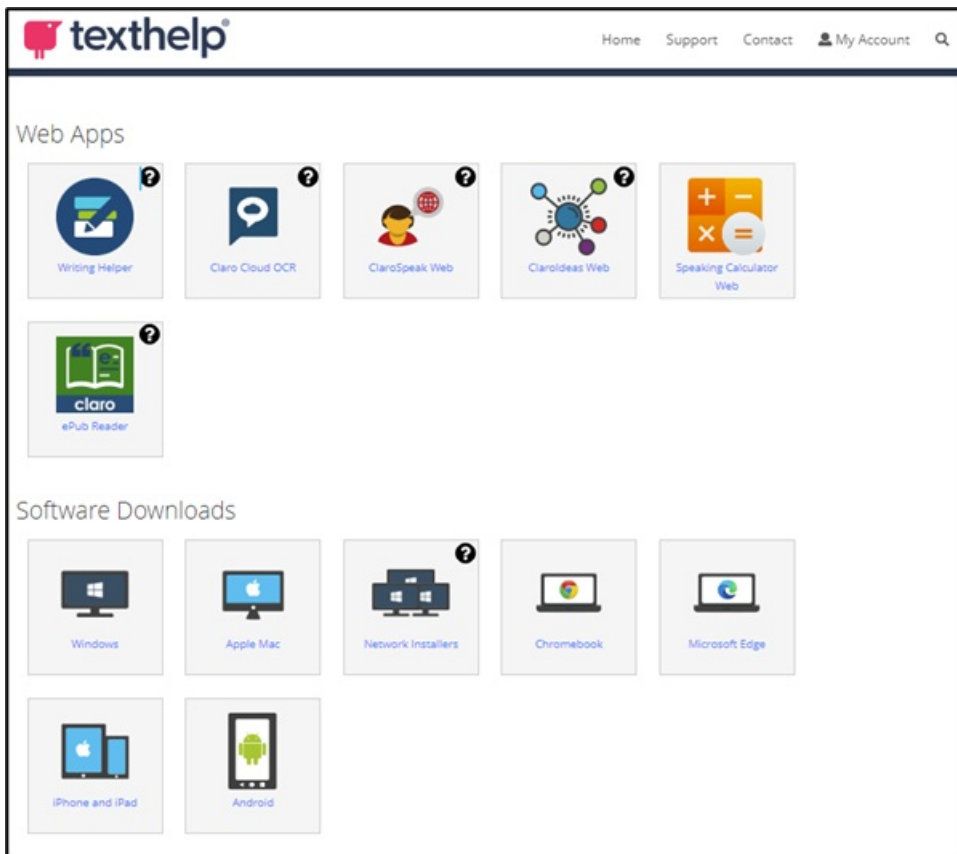 texthelp®
Home Support Contact My Account
Web Apps
? ? ? ?
Writing Helper Claro Cloud OCR ClaroSpeak Web ClaroIdeas Web Speaking Calculator
Web
?
claro
ePub Reader
Software Downloads
?
Windows Apple Mac Network Installers Chromebook Microsoft Edge
iPhone and iPad Android